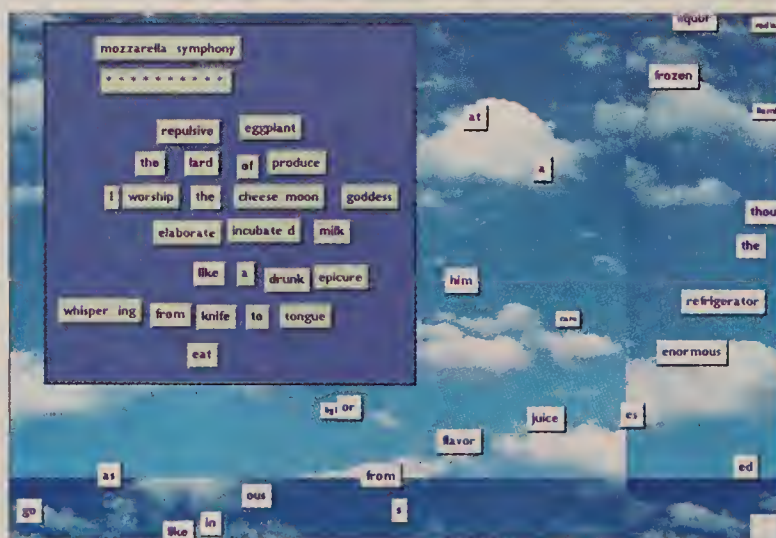 mozzarella symphony
* * * * * * * * * *
repulsive eggplant
the lard of produce
I worship the cheese moon goddess
elaborate incubate d milk
like a drunk epicure
whisper ing from knife to tongue
eat
liquor
frozen
at
a
thou
the
him
refrigerator
enormous
or
juice
es
flavor
as
from
ed
ous
go
s
like in